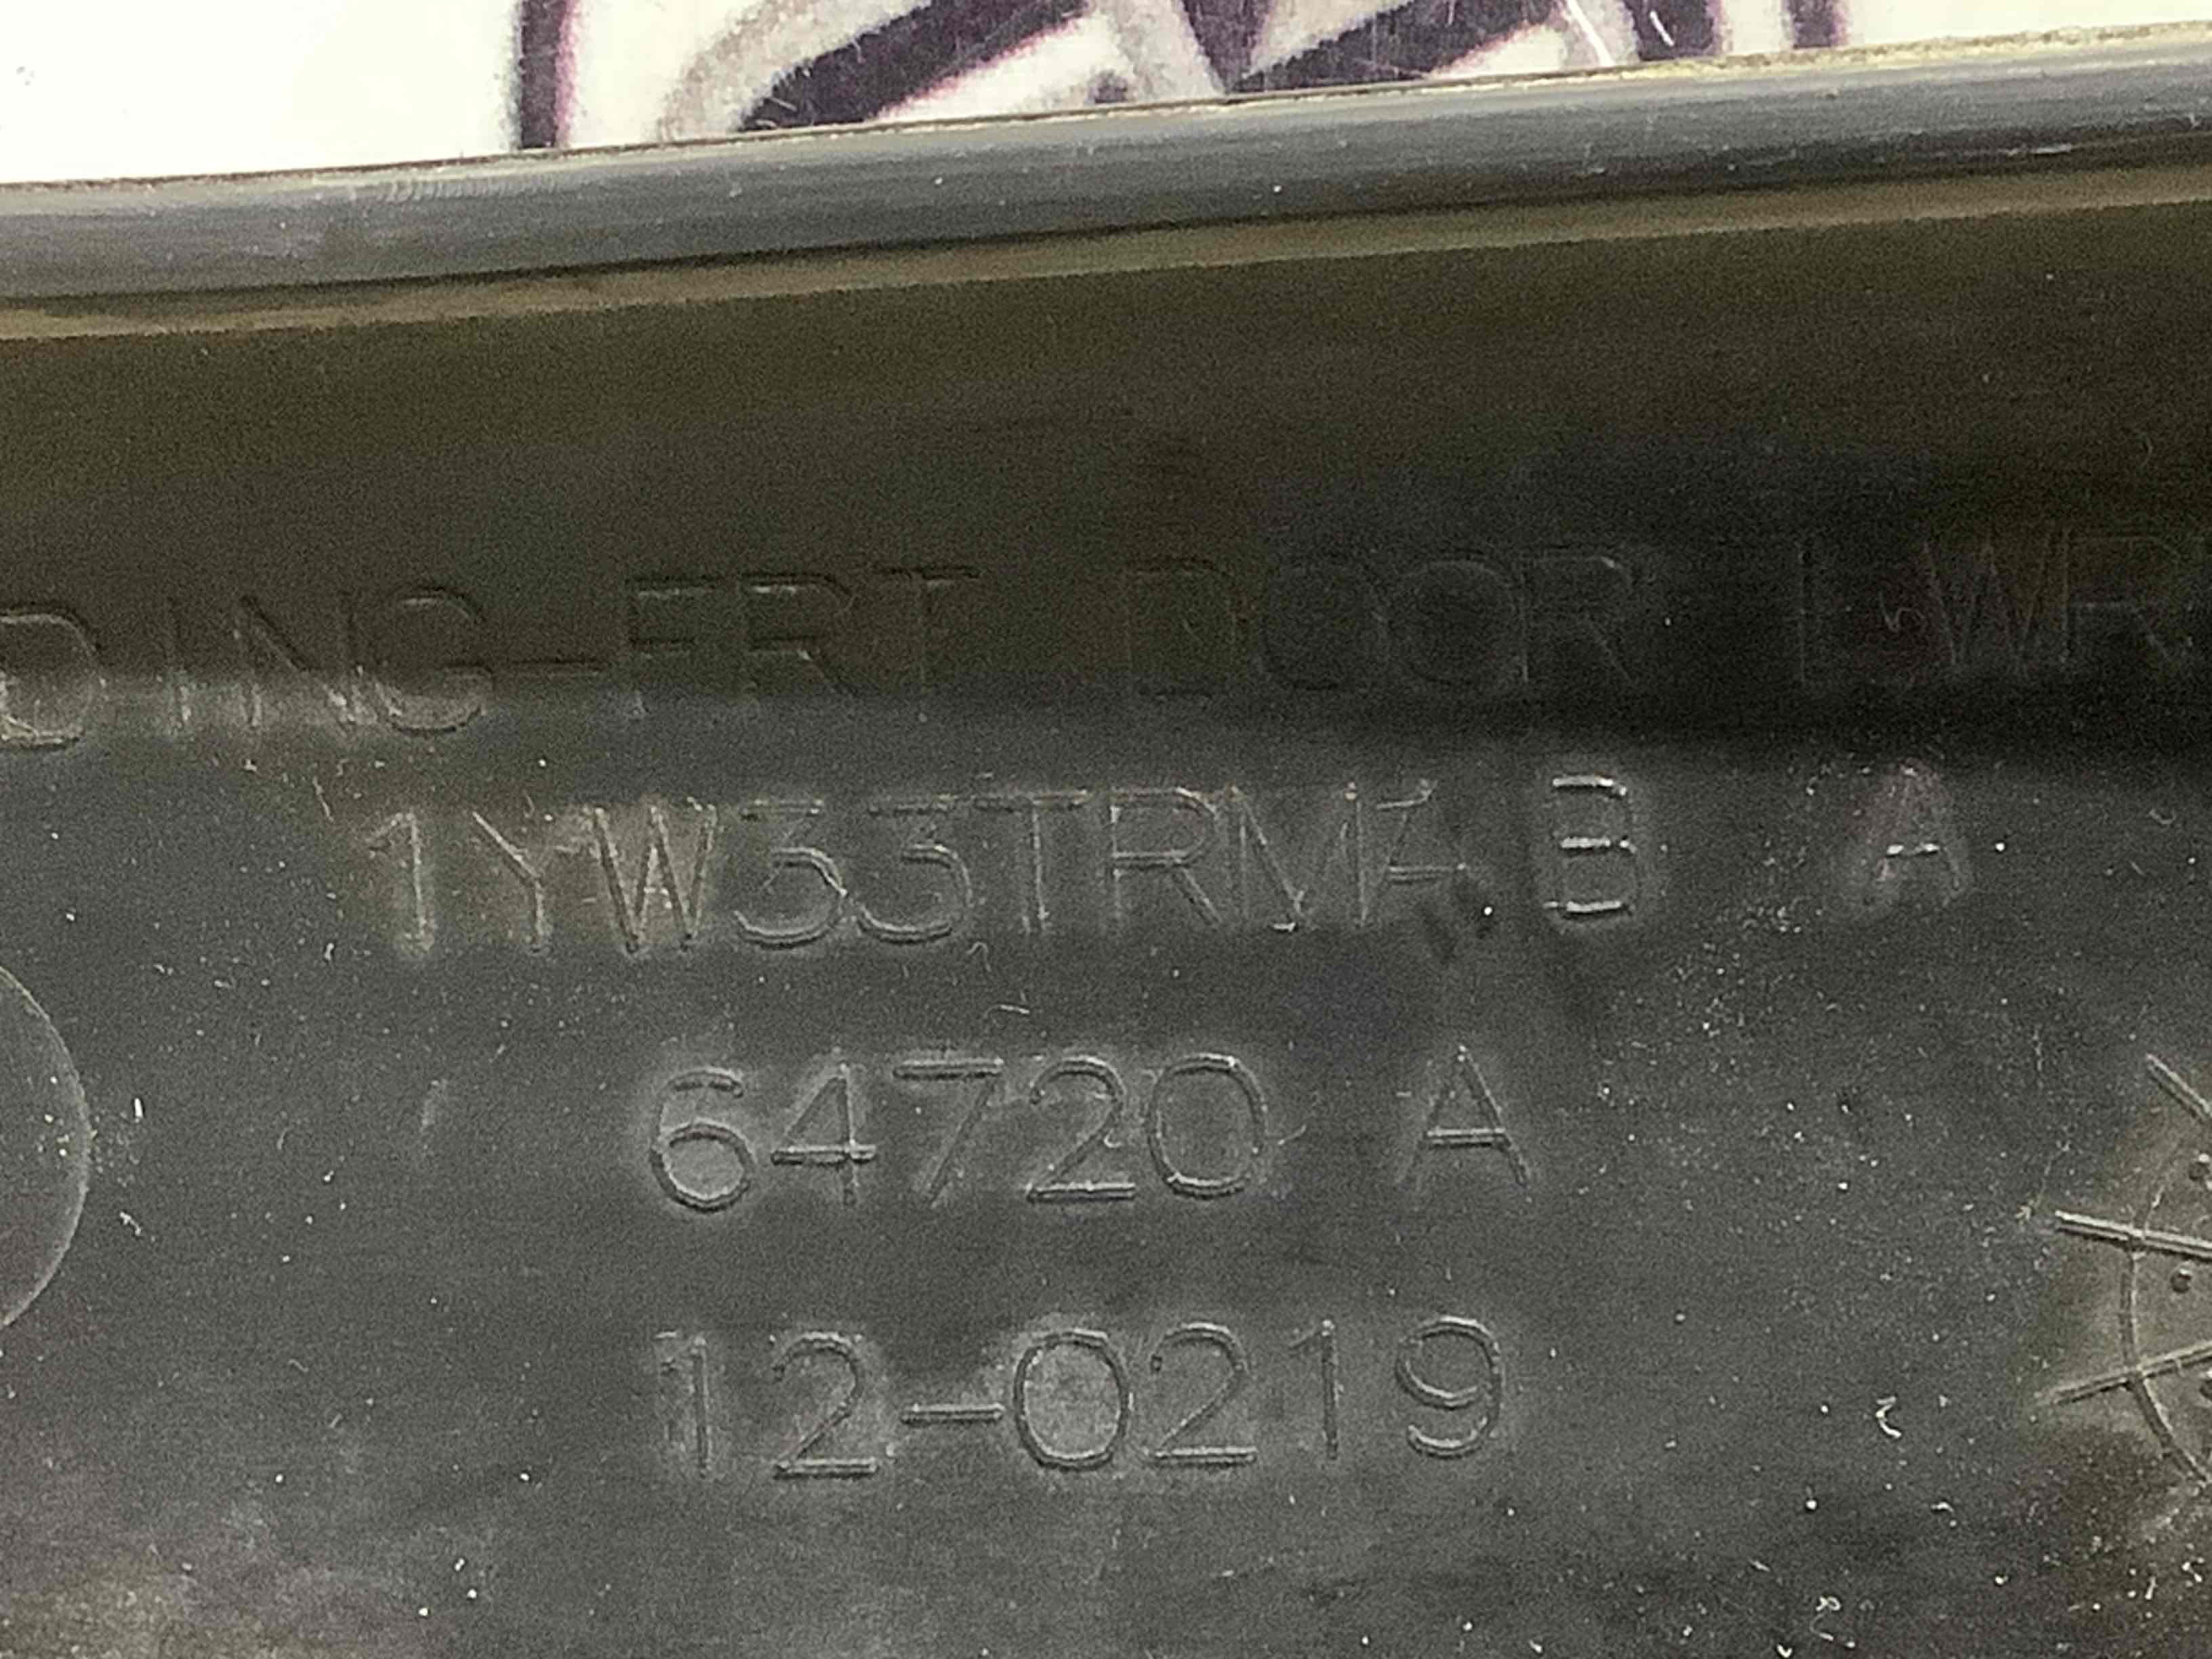 DING-FRT DOOR LWR
1YW33TRMA B A
64720 A
12-0219